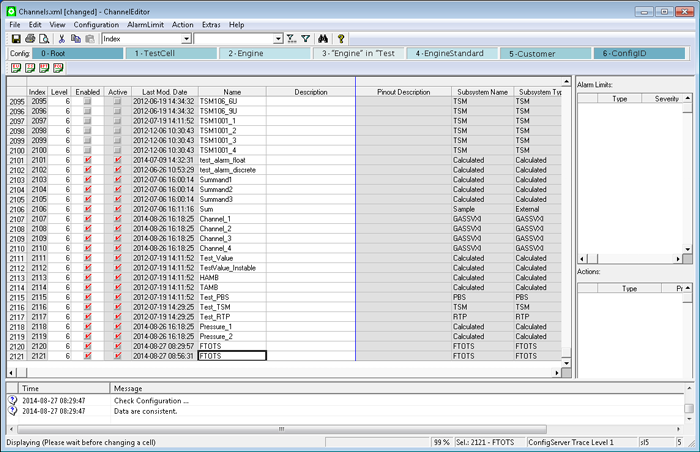 Channels.xml [changed] - ChannelEditor
File Edit View Configuration AlarmLimit Action Extras Help
Index
Config: 0 - Root 1 - TestCell 2 - Engine 3 - "Engine" in "Test 4 - EngineStandard 5 - Customer 6 - ConfigID
Index Level Enabled Active Last Mod. Date Name Description Pinout Description Subsystem Name Subsystem Typ
2095 2095 6 2012-06-19 14:34:32 TSM106_6U TSM TSM
2096 2096 6 2012-06-19 14:34:32 TSM106_9U TSM TSM
2097 2097 6 2012-07-19 14:11:52 TSM1001_1 TSM TSM
2098 2098 6 2012-12-06 10:30:43 TSM1001_2 TSM TSM
2099 2099 6 2012-12-06 10:30:43 TSM1001_3 TSM TSM
2100 2100 6 2012-12-06 10:30:43 TSM1001_4 TSM TSM
2101 2101 6 2014-07-09 14:32:31 test_alarm_float Calculated Calculated
2102 2102 6 2012-06-26 10:53:29 test_alarm_discrete Calculated Calculated
2103 2103 6 2012-07-06 16:00:14 Summand1 Calculated Calculated
2104 2104 6 2012-07-06 16:00:14 Summand2 Calculated Calculated
2105 2105 6 2012-07-06 16:00:14 Summand3 Calculated Calculated
2106 2106 6 2012-07-06 16:11:16 Sum Sample External
2107 2107 6 2014-08-26 16:18:25 Channel_1 GASSVXI GASSVXI
2108 2108 6 2014-08-26 16:18:25 Channel_2 GASSVXI GASSVXI
2109 2109 6 2014-08-26 16:18:25 Channel_3 GASSVXI GASSVXI
2110 2110 6 2014-08-26 16:18:25 Channel_4 GASSVXI GASSVXI
2111 2111 6 2012-07-19 14:11:52 Test_Value Calculated Calculated
2112 2112 6 2012-07-19 14:11:52 TestValue_Instable Calculated Calculated
2113 2113 6 2012-07-19 14:11:52 HAMB Calculated Calculated
2114 2114 6 2012-07-19 14:11:52 TAMB Calculated Calculated
2115 2115 6 2012-07-19 14:11:52 Test_PBS PBS PBS
2116 2116 6 2012-07-19 14:29:25 Test_TSM TSM TSM
2117 2117 6 2012-07-19 14:29:25 Test_RTP RTP RTP
2118 2118 6 2014-08-26 16:18:25 Pressure_1 Calculated Calculated
2119 2119 6 2014-08-26 16:18:25 Pressure_2 Calculated Calculated
2120 2120 6 2014-08-27 08:29:57 FTOTS FTOTS FTOTS
2121 2121 6 2014-08-27 08:56:31 FTOTS FTOTS FTOTS
Alarm Limits:
Type Severity
Actions:
Type
Time Message
2014-08-27 08:29:47 Check Configuration ...
2014-08-27 08:29:47 Data are consistent.
Displaying (Please wait before changing a cell) 99 % Sel.: 2121 - FTOTS ConfigServer Trace Level 1 sl5 5